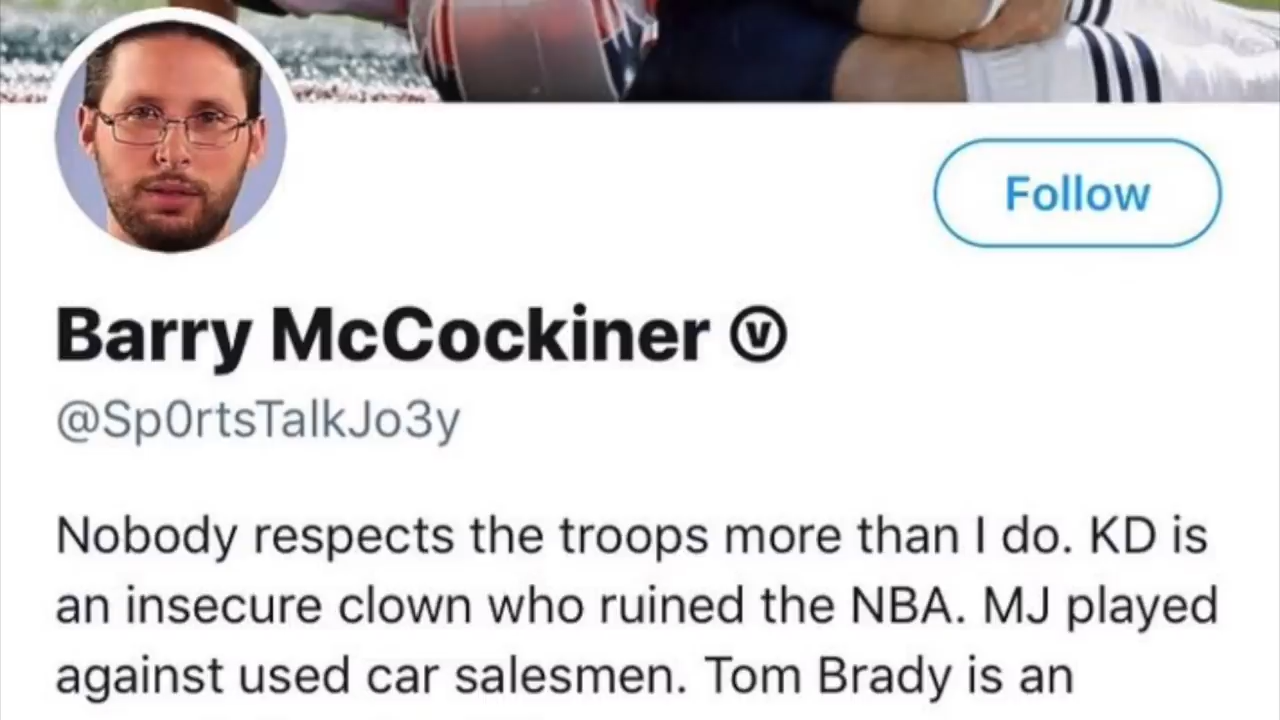 Follow
Barry McCockiner ⓥ
@Sp0rtsTalkJo3y
Nobody respects the troops more than I do. KD is
an insecure clown who ruined the NBA. MJ played
against used car salesmen. Tom Brady is an